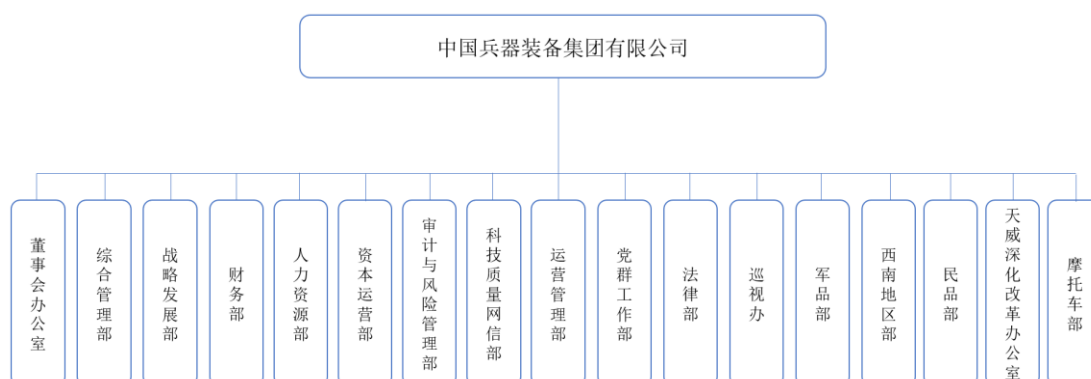 中国兵器装备集团有限公司
董事会办公室
综合管理部
战略发展部
财务部
人力资源部
资本运营部
审计与风险管理部
科技质量网信部
运营管理部
党群工作部
法律部
巡视办
军品部
西南地区部
民品部
天威深化改革办公室
摩托车部